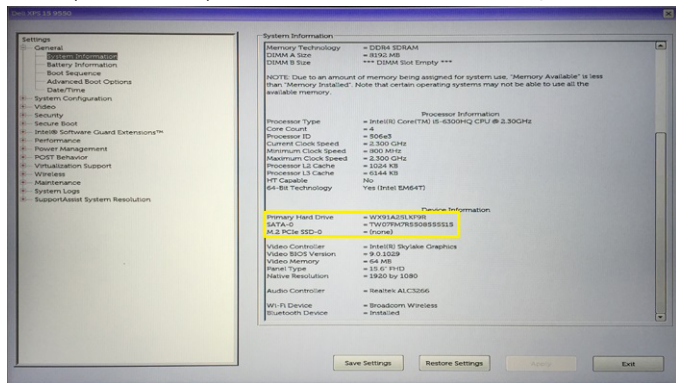 Dell XPS 15 9550
Settings
General
System Information
Battery Information
Boot Sequence
Advanced Boot Options
Date/Time
System Configuration
Video
Security
Secure Boot
Intel® Software Guard Extensions™
Performance
Power Management
POST Behavior
Virtualization Support
Wireless
Maintenance
System Logs
SupportAssist System Resolution
System Information
Memory Technology = DDR4 SDRAM
DIMM A Size = 8192 MB
DIMM B Size *** DIMM Slot Empty ***
NOTE: Due to an amount of memory being assigned for system use, "Memory Available" is less
than "Memory Installed". Note that certain operating systems may not be able to use all the
available memory.
Processor Information
Processor Type = Intel(R) Core(TM) i5-6300HQ CPU @ 2.30GHz
Core Count = 4
Processor ID = 506e3
Current Clock Speed = 2.300 GHz
Minimum Clock Speed = 800 MHz
Maximum Clock Speed = 2.300 GHz
Processor L2 Cache = 1024 KB
Processor L3 Cache = 6144 KB
HT Capable No
64-Bit Technology Yes (Intel EM64T)
Device Information
Primary Hard Drive = WX91A25LKF9R
SATA-0 = TW07FM7R5508555515
M.2 PCIe SSD-0 = (none)
Video Controller = Intel(R) Skylake Graphics
Video BIOS Version = 9.0.1029
Video Memory = 64 MB
Panel Type = 15.6" FHD
Native Resolution = 1920 by 1080
Audio Controller = Realtek ALC3266
Wi-Fi Device = Broadcom Wireless
Bluetooth Device = Installed
Save Settings
Restore Settings
Apply
Exit